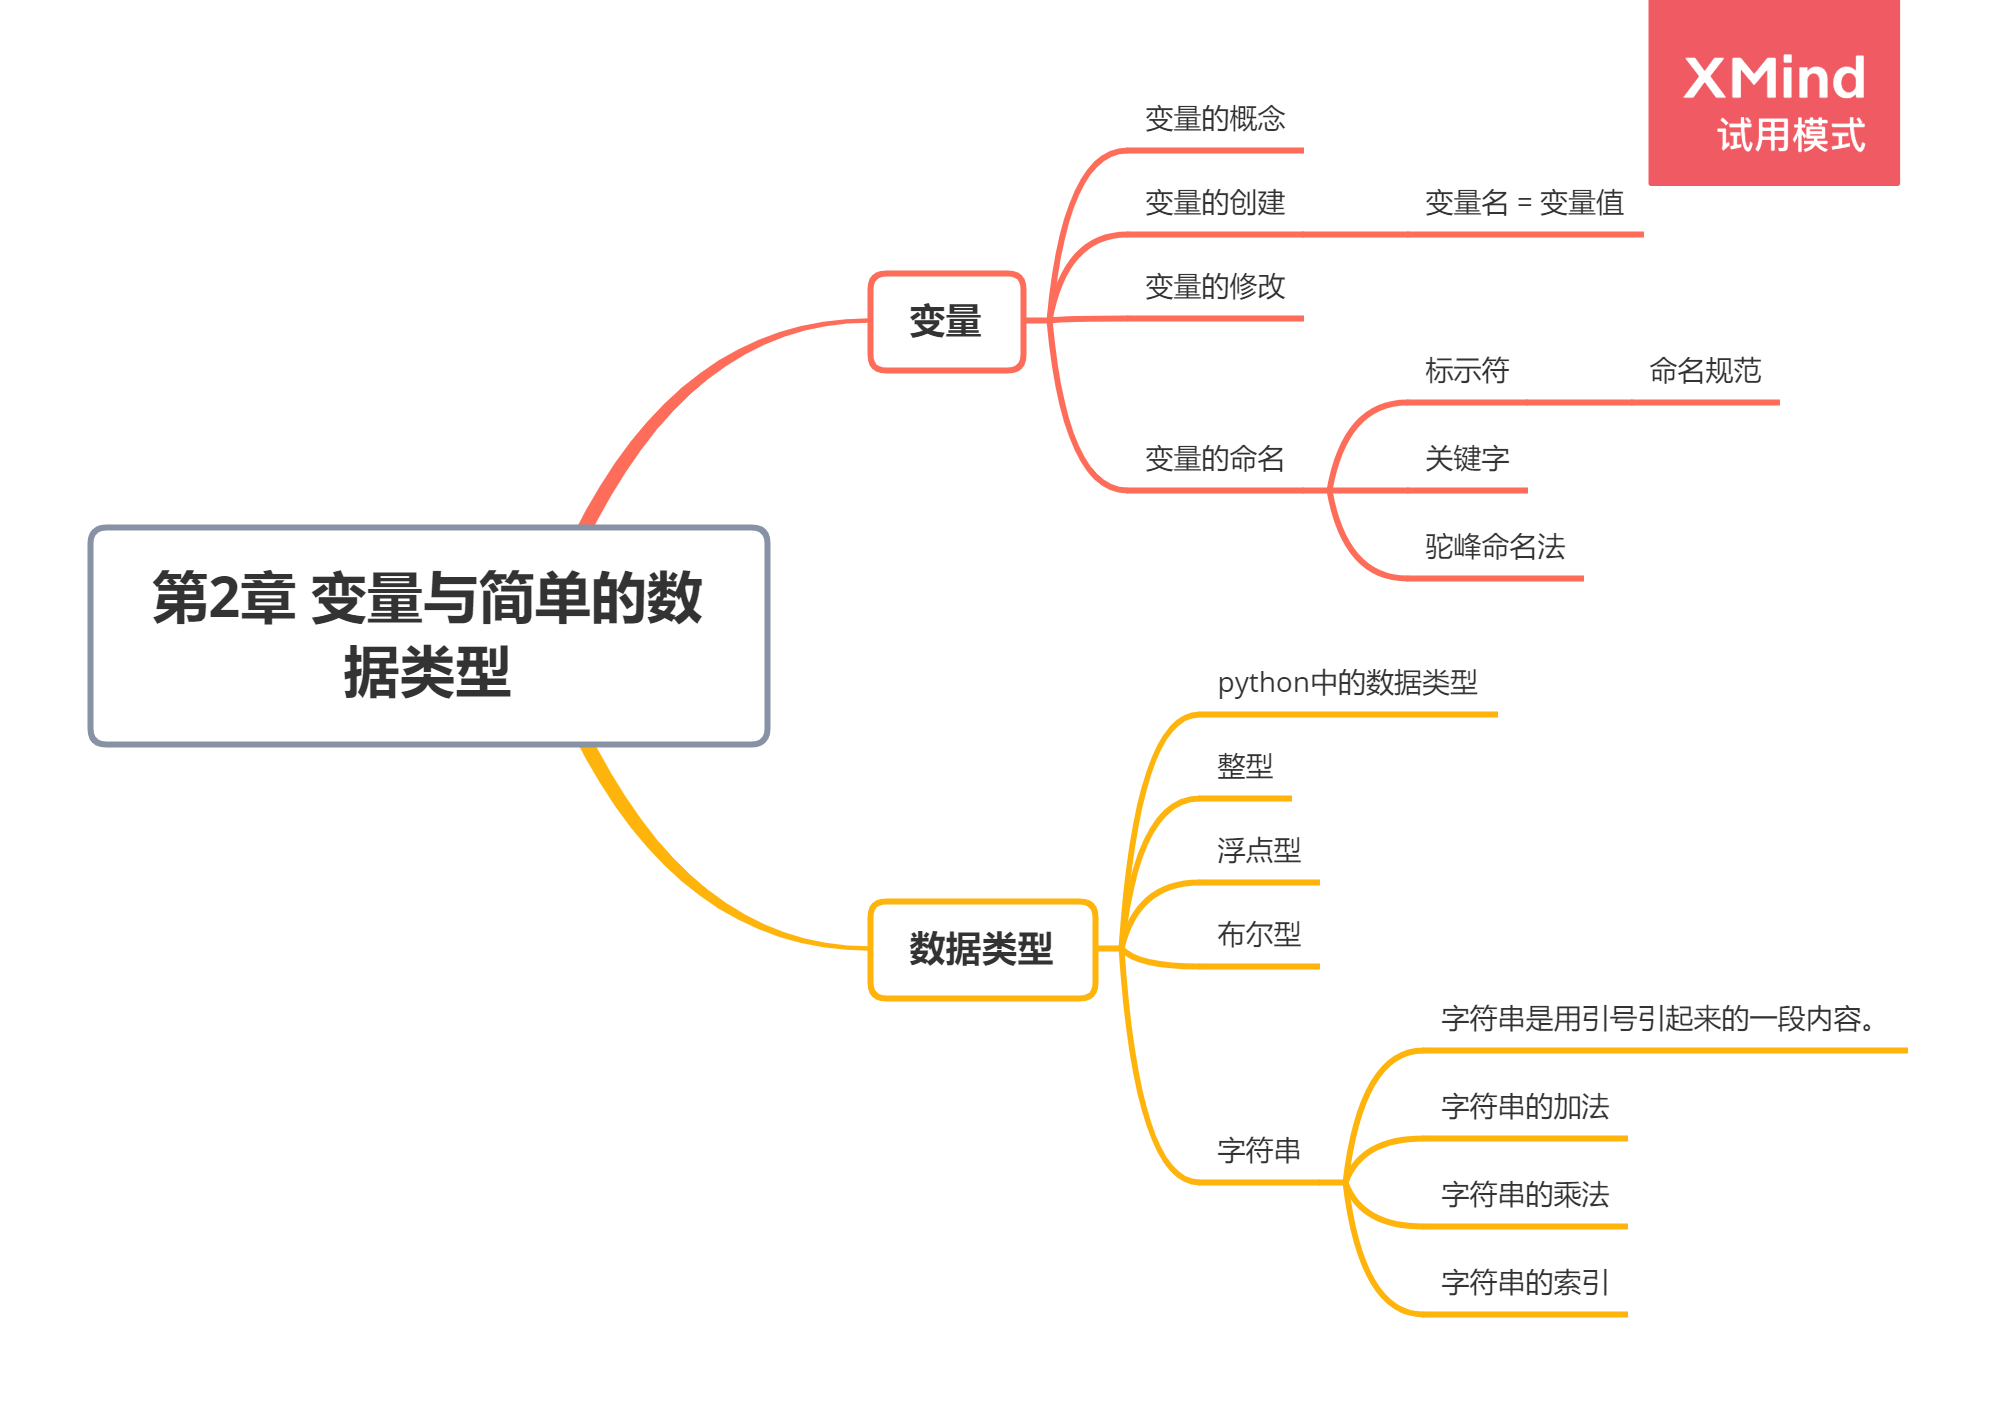 XMind
试用模式
变量的概念
变量的创建
变量名 = 变量值
变量的修改
变量
标示符
命名规范
变量的命名
关键字
驼峰命名法
第2章 变量与简单的数
据类型
python中的数据类型
整型
浮点型
布尔型
数据类型
字符串是用引号引起来的一段内容。
字符串的加法
字符串
字符串的乘法
字符串的索引